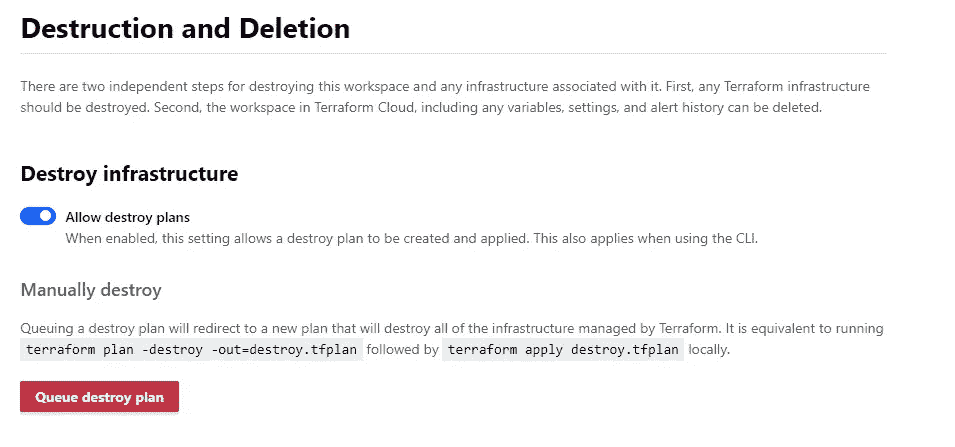 Destruction and Deletion
There are two independent steps for destroying this workspace and any infrastructure associated with it. First, any Terraform infrastructure
should be destroyed. Second, the workspace in Terraform Cloud, including any variables, settings, and alert history can be deleted.
Destroy infrastructure
Allow destroy plans
When enabled, this setting allows a destroy plan to be created and applied. This also applies when using the CLI.
Manually destroy
Queuing a destroy plan will redirect to a new plan that will destroy all of the infrastructure managed by Terraform. It is equivalent to running
terraform plan -destroy -out=destroy.tfplan followed by terraform apply destroy.tfplan locally.
Queue destroy plan